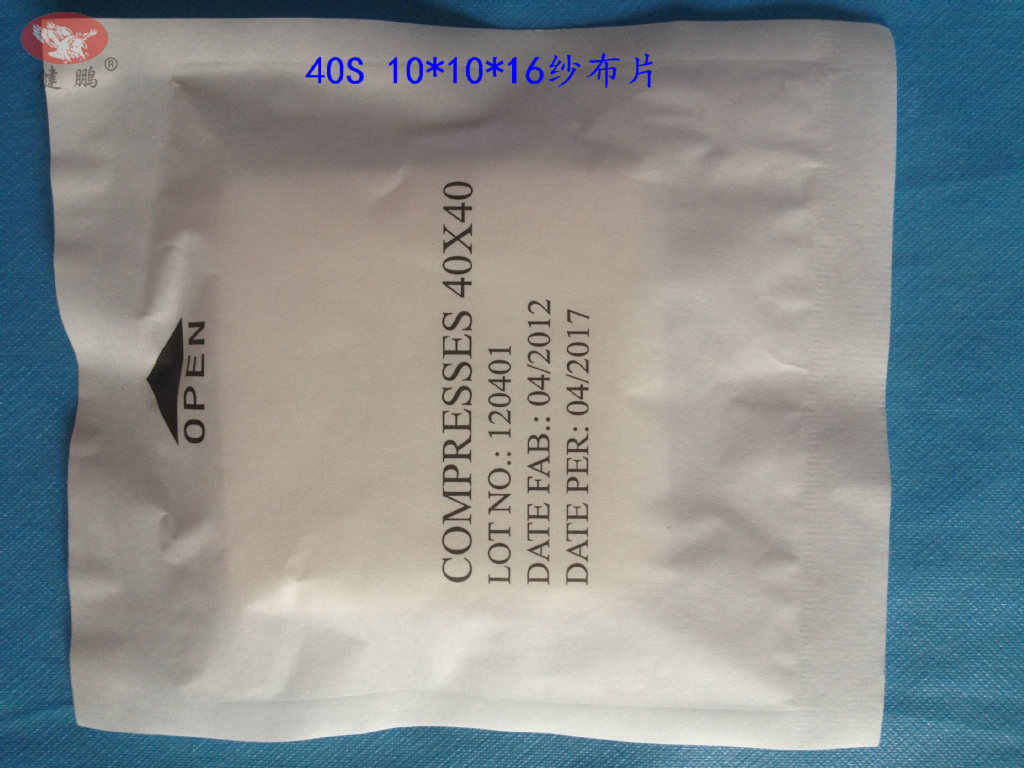 健鹏®
40S 10*10*16纱布片
OPEN
COMPRESSES 40X40
LOT NO.: 120401
DATE FAB.: 04/2012
DATE PER: 04/2017